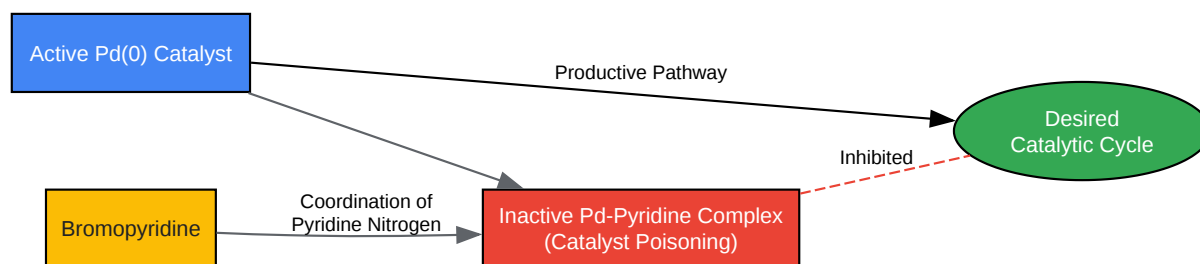 Active Pd(0) Catalyst
Productive Pathway
Desired
Catalytic Cycle
Inhibited
Bromopyridine
Coordination of
Pyridine Nitrogen
Inactive Pd-Pyridine Complex
(Catalyst Poisoning)